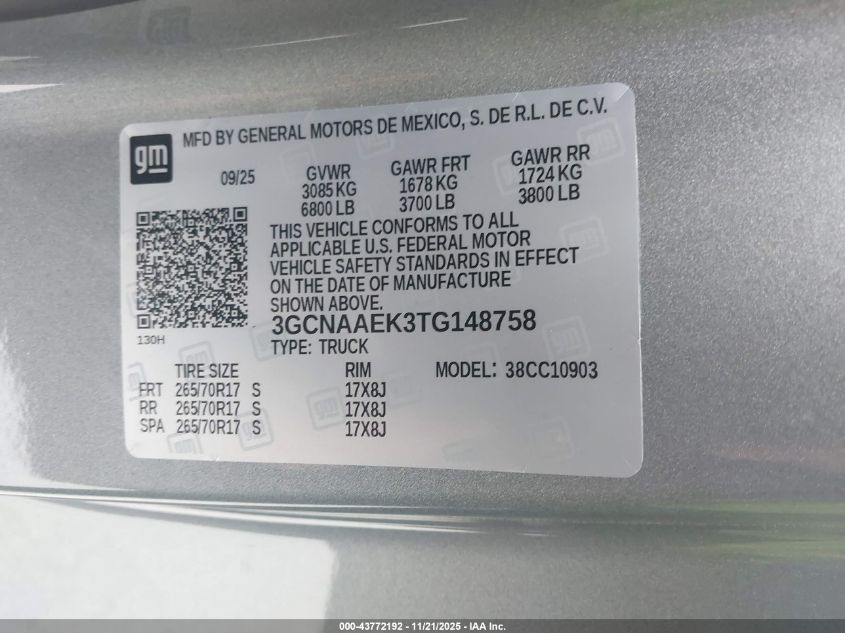 gm
MFD BY GENERAL MOTORS DE MEXICO, S. DE R.L. DE C.V.
09/25 GVWR GAWR FRT GAWR RR
3085 KG 1678 KG 1724 KG
6800 LB 3700 LB 3800 LB
THIS VEHICLE CONFORMS TO ALL
APPLICABLE U.S. FEDERAL MOTOR
VEHICLE SAFETY STANDARDS IN EFFECT
ON THE DATE OF MANUFACTURE
SHOWN ABOVE.
3GCNAAEK3TG148758
130H
TYPE: TRUCK
TIRE SIZE RIM MODEL: 38CC10903
FRT 265/70R17 S 17X8J
RR 265/70R17 S 17X8J
SPA 265/70R17 S 17X8J
000-43772192 - 11/21/2025 - IAA Inc.